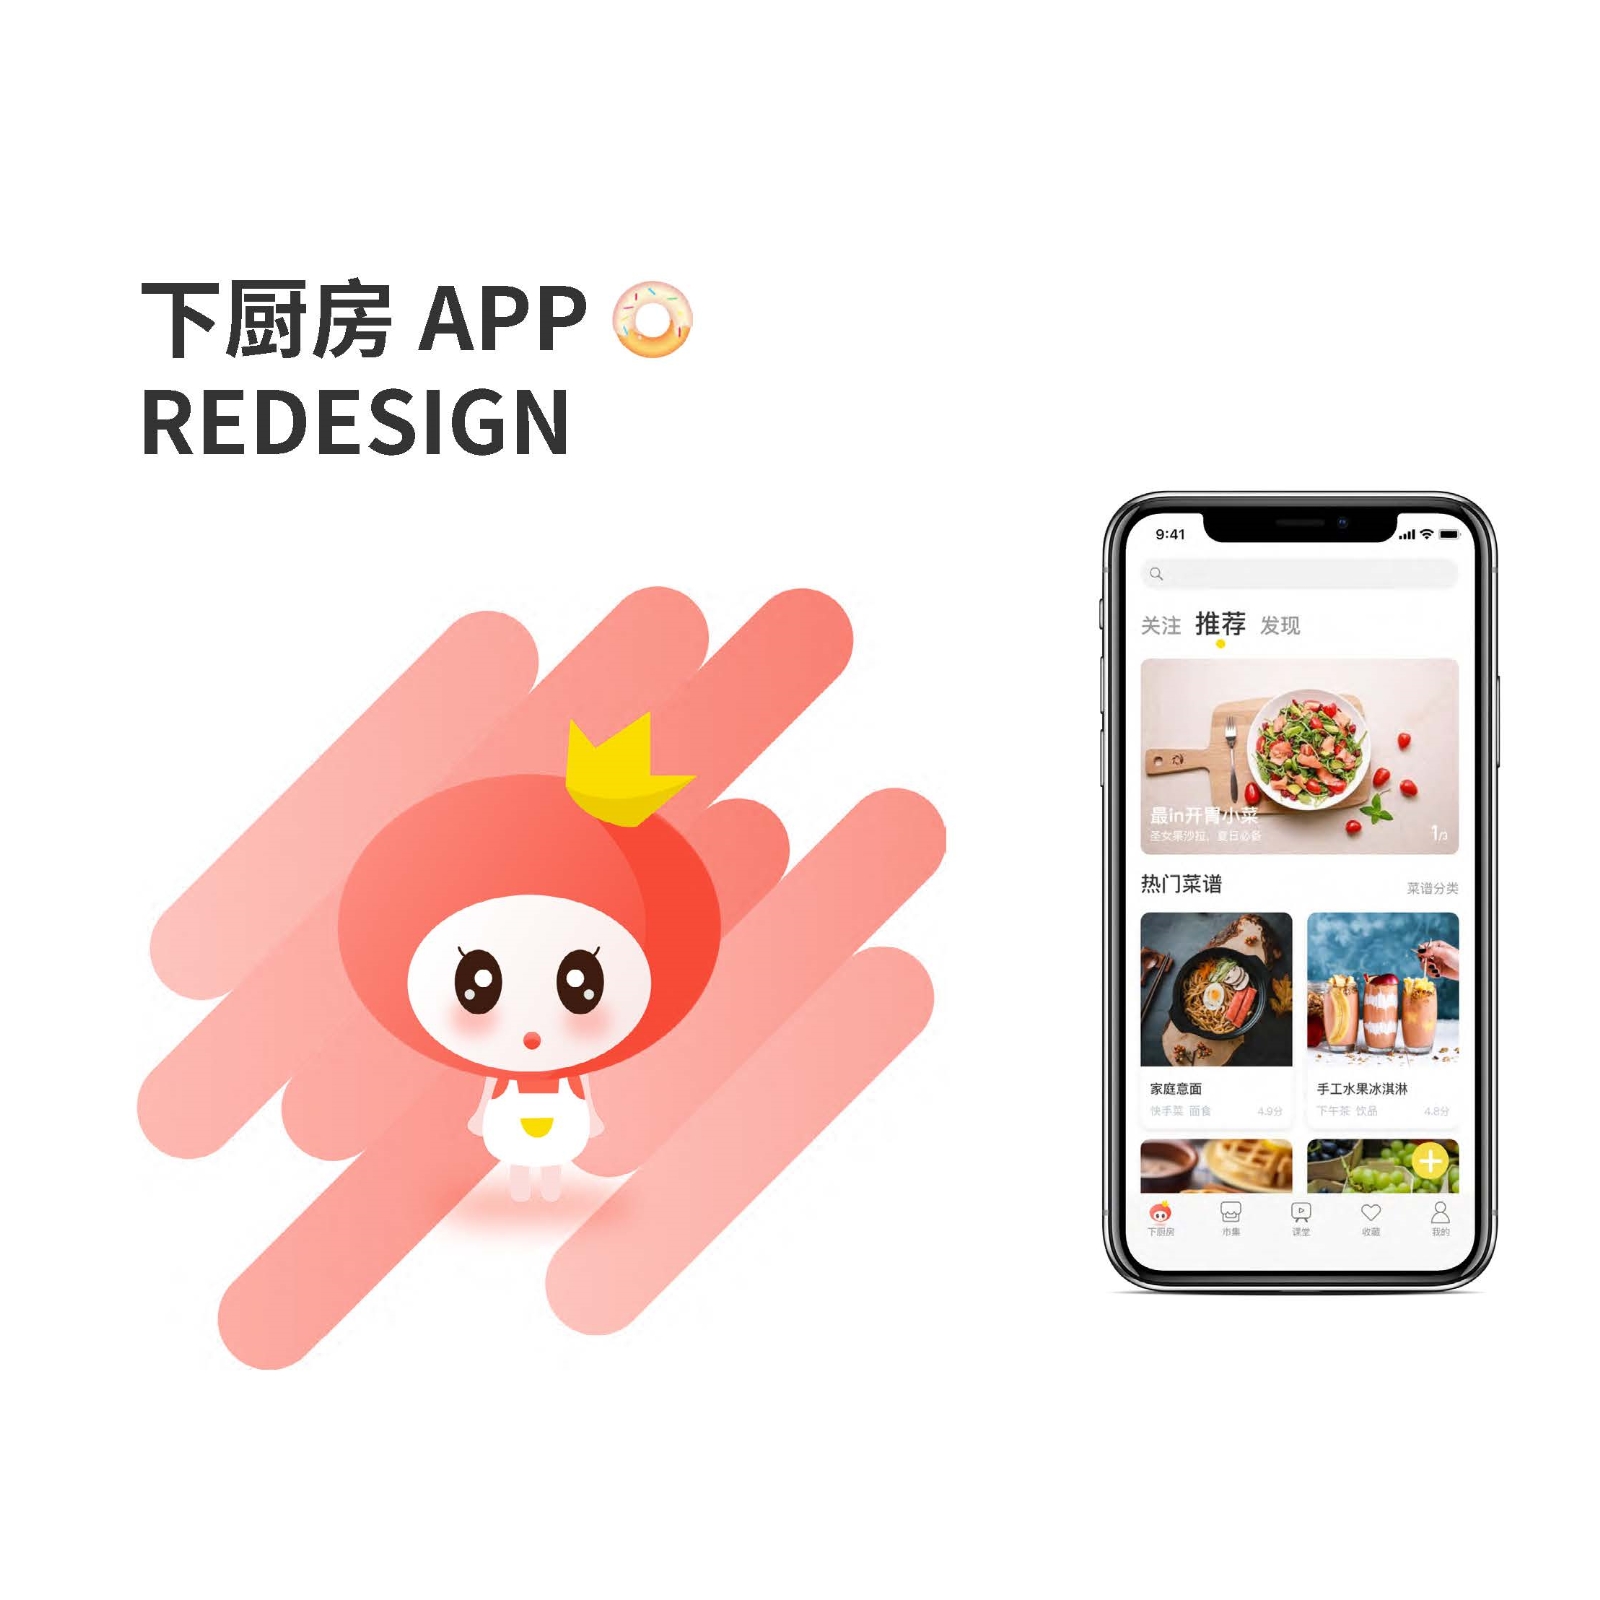 下厨房 APP
REDESIGN
9:41
关注 推荐 发现
最in开胃小菜
圣女果沙拉，夏日必备
热门菜谱 菜谱分类
家庭意面
快手菜 面食 4.9分
手工水果冰淇淋
下午茶 饮品 4.8分
下厨房 市集 课堂 收藏 我的